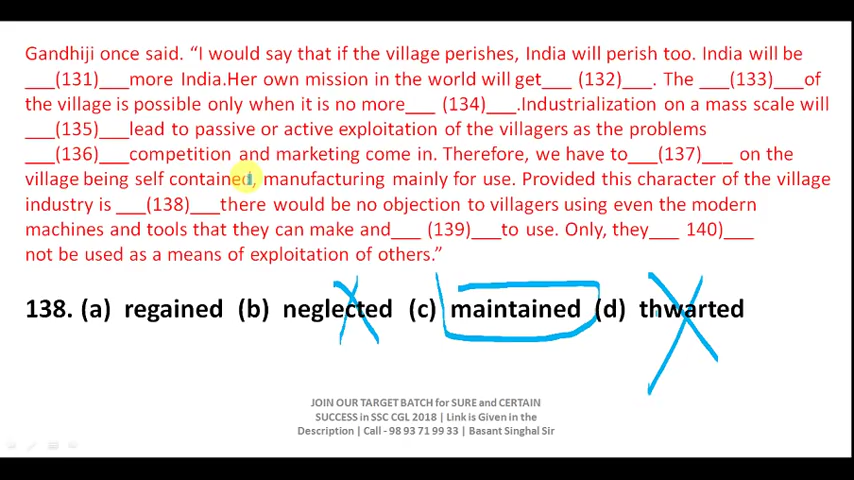 Gandhiji once said. “I would say that if the village perishes, India will perish too. India will be
___(131)___more India.Her own mission in the world will get___ (132)___. The ___(133)___of
the village is possible only when it is no more___ (134)___.Industrialization on a mass scale will
___(135)___lead to passive or active exploitation of the villagers as the problems
___(136)___competition and marketing come in. Therefore, we have to___(137)___ on the
village being self contained, manufacturing mainly for use. Provided this character of the village
industry is ___(138)___there would be no objection to villagers using even the modern
machines and tools that they can make and___ (139)___to use. Only, they___ 140)___
not be used as a means of exploitation of others.”
138. (a) regained (b) neglected (c) maintained (d) thwarted
JOIN OUR TARGET BATCH for SURE and CERTAIN
SUCCESS in SSC CGL 2018 | Link is Given in the
Description | Call - 98 93 71 99 33 | Basant Singhal Sir